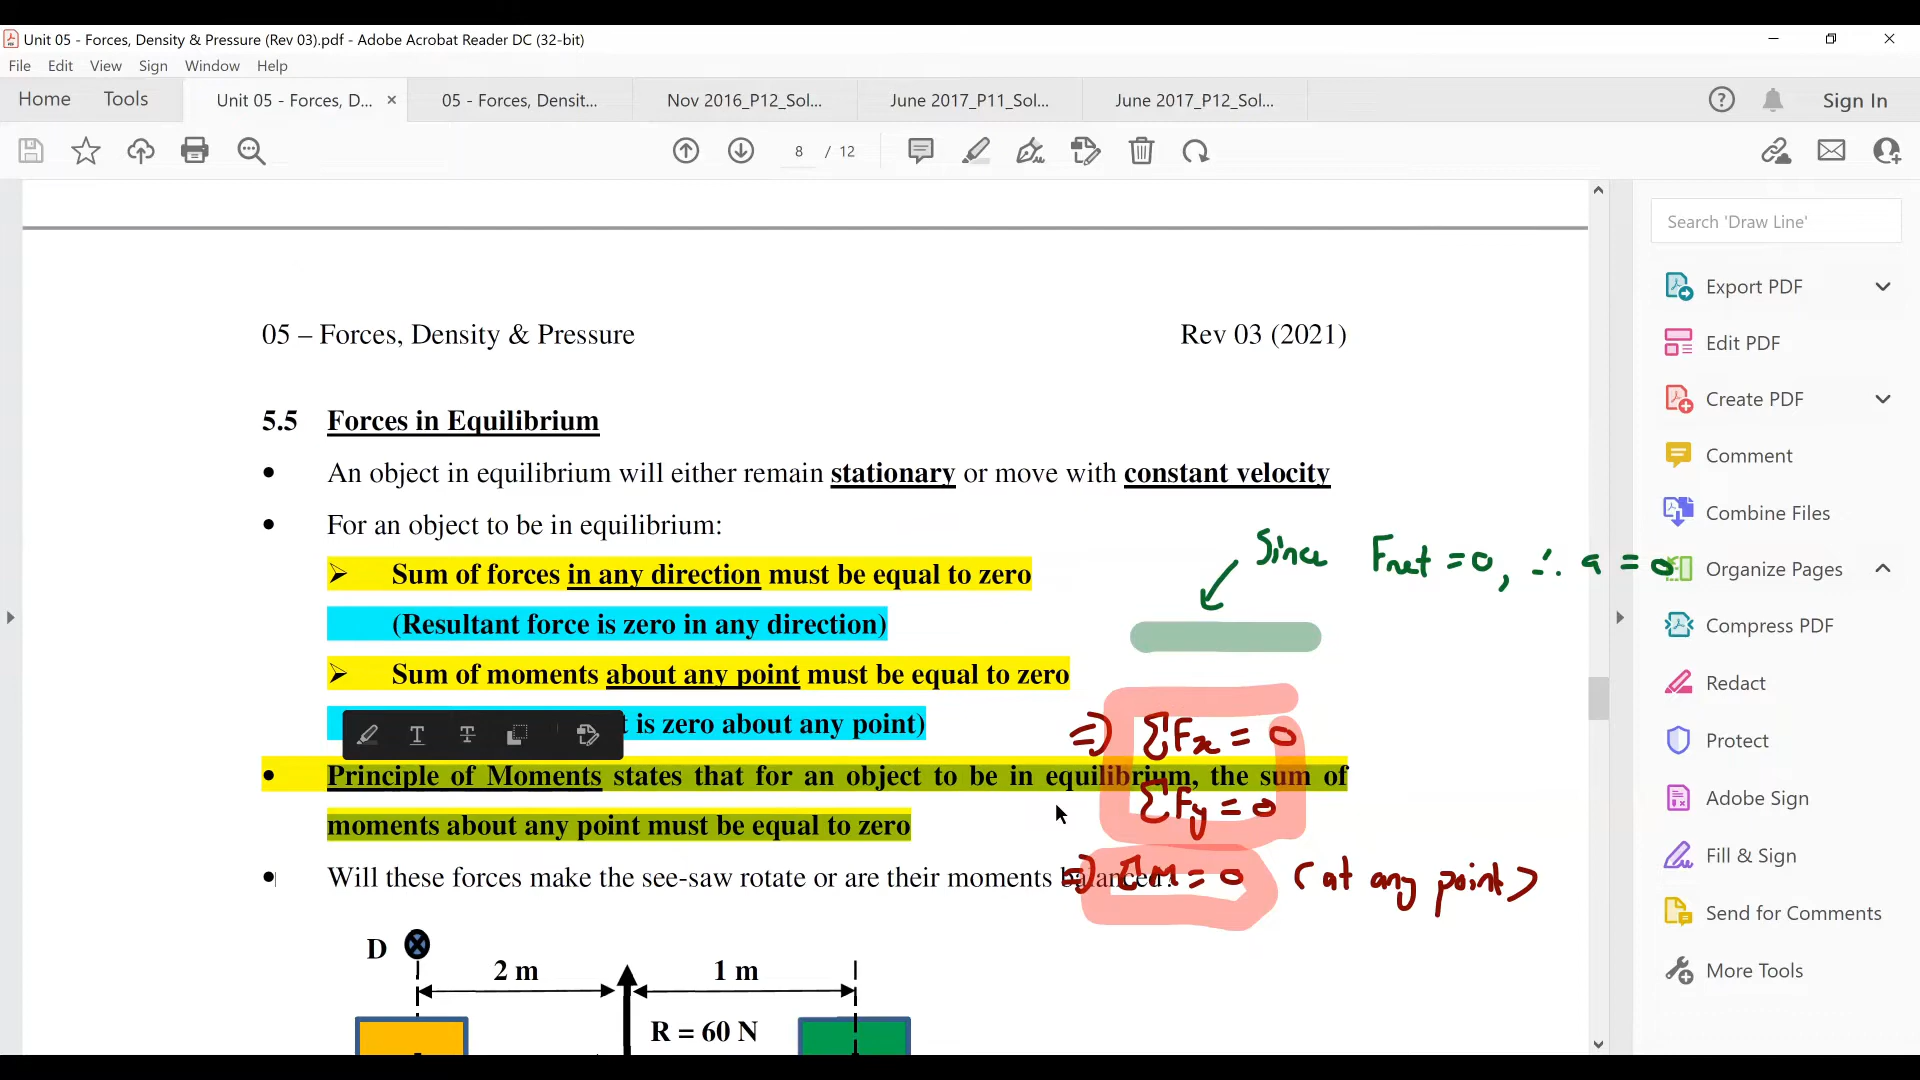 Unit 05 - Forces, Density & Pressure (Rev 03).pdf - Adobe Acrobat Reader DC (32-bit)
File Edit View Sign Window Help
Home Tools Unit 05 - Forces, D... × 05 - Forces, Densit... Nov 2016_P12_Sol... June 2017_P11_Sol... June 2017_P12_Sol... Sign In
8 / 12
Search 'Draw Line'
Export PDF
Edit PDF
Create PDF
Comment
Combine Files
Organize Pages
Compress PDF
Redact
Protect
Adobe Sign
Fill & Sign
Send for Comments
More Tools
05 – Forces, Density & Pressure Rev 03 (2021)
5.5 Forces in Equilibrium
• An object in equilibrium will either remain stationary or move with constant velocity
• For an object to be in equilibrium:
Since Fnet = 0, ∴ a = 0
➢ Sum of forces in any direction must be equal to zero
(Resultant force is zero in any direction)
➢ Sum of moments about any point must be equal to zero
is zero about any point)
=> ΣFx = 0
• Principle of Moments states that for an object to be in equilibrium, the sum of
ΣFy = 0
moments about any point must be equal to zero
• Will these forces make the see-saw rotate or are their moments balanced?
=> ΣM = 0 (at any point)
D
2 m 1 m
R = 60 N